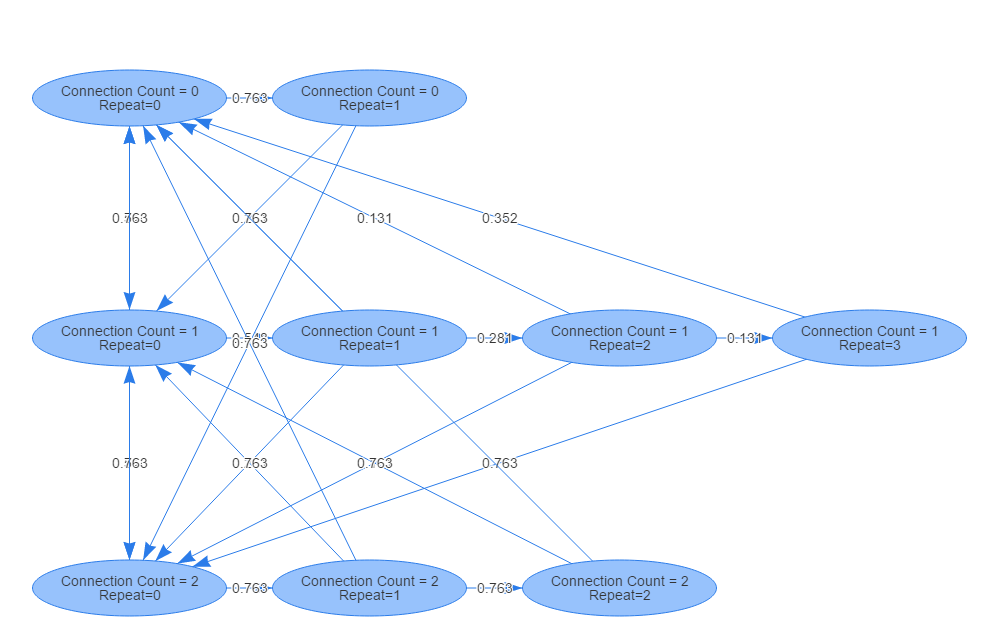 Connection Count = 0
Repeat=0
0.763
Connection Count = 0
Repeat=1
0.763
0.763
0.131
0.352
Connection Count = 1
Repeat=0
0.763
Connection Count = 1
Repeat=1
0.281
Connection Count = 1
Repeat=2
0.131
Connection Count = 1
Repeat=3
0.763
0.763
0.763
0.763
Connection Count = 2
Repeat=0
0.763
Connection Count = 2
Repeat=1
0.763
Connection Count = 2
Repeat=2